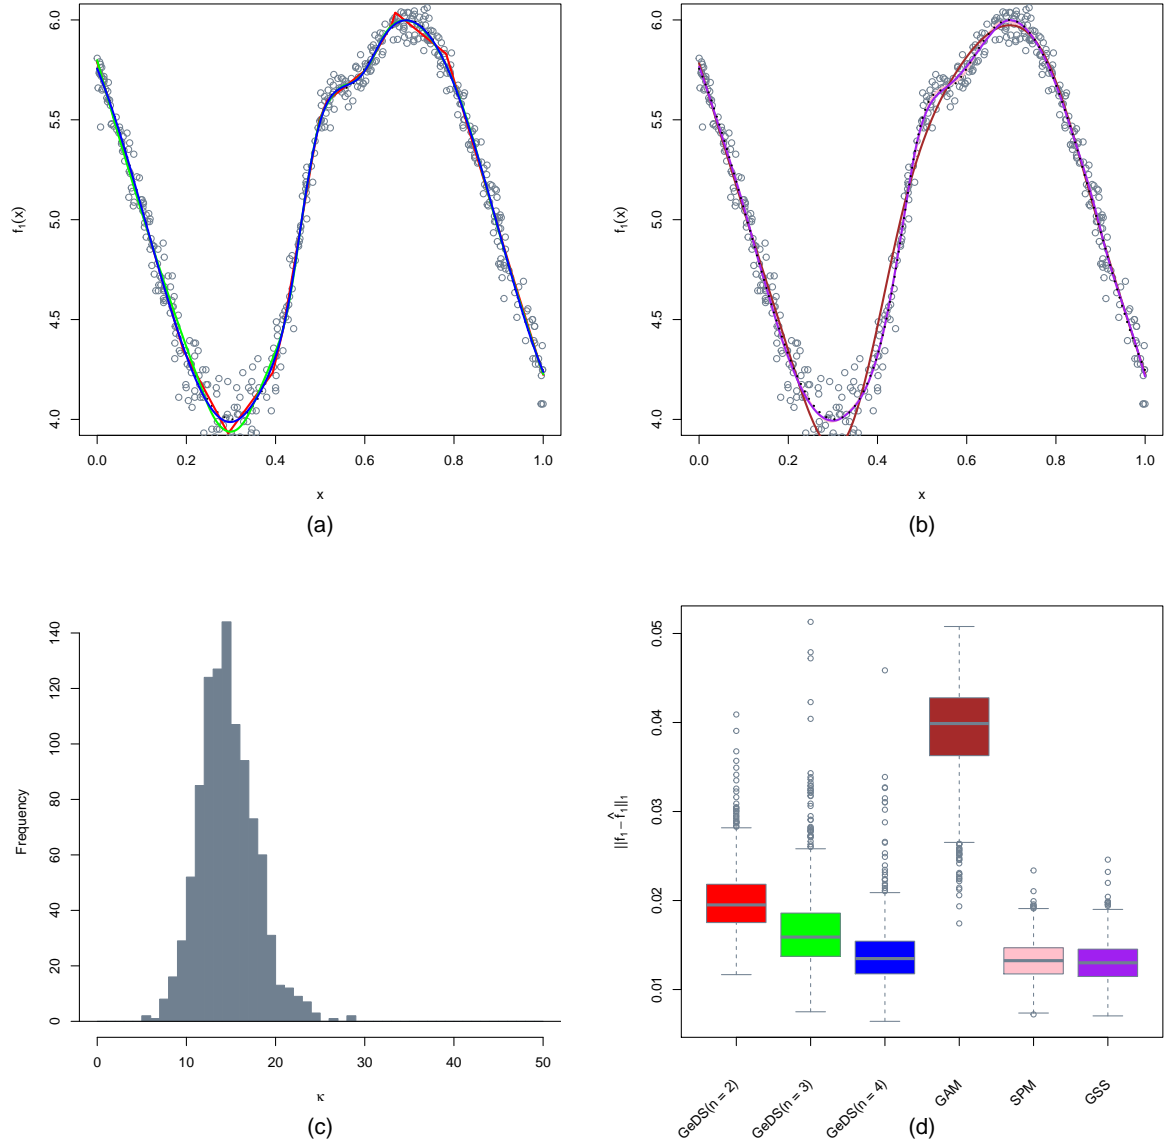 6.0
5.5
5.0
4.5
4.0
f₁(x)
0.0 0.2 0.4 0.6 0.8 1.0
x
(a)
6.0
5.5
5.0
4.5
4.0
f₁(x)
0.0 0.2 0.4 0.6 0.8 1.0
x
(b)
140
100
80
60
40
20
0
Frequency
0 10 20 30 40 50
κ
(c)
0.05
0.04
0.03
0.02
0.01
||f₁ − f̂₁||₁
GeDS(n = 2) GeDS(n = 3) GeDS(n = 4) GAM SPM GSS
(d)